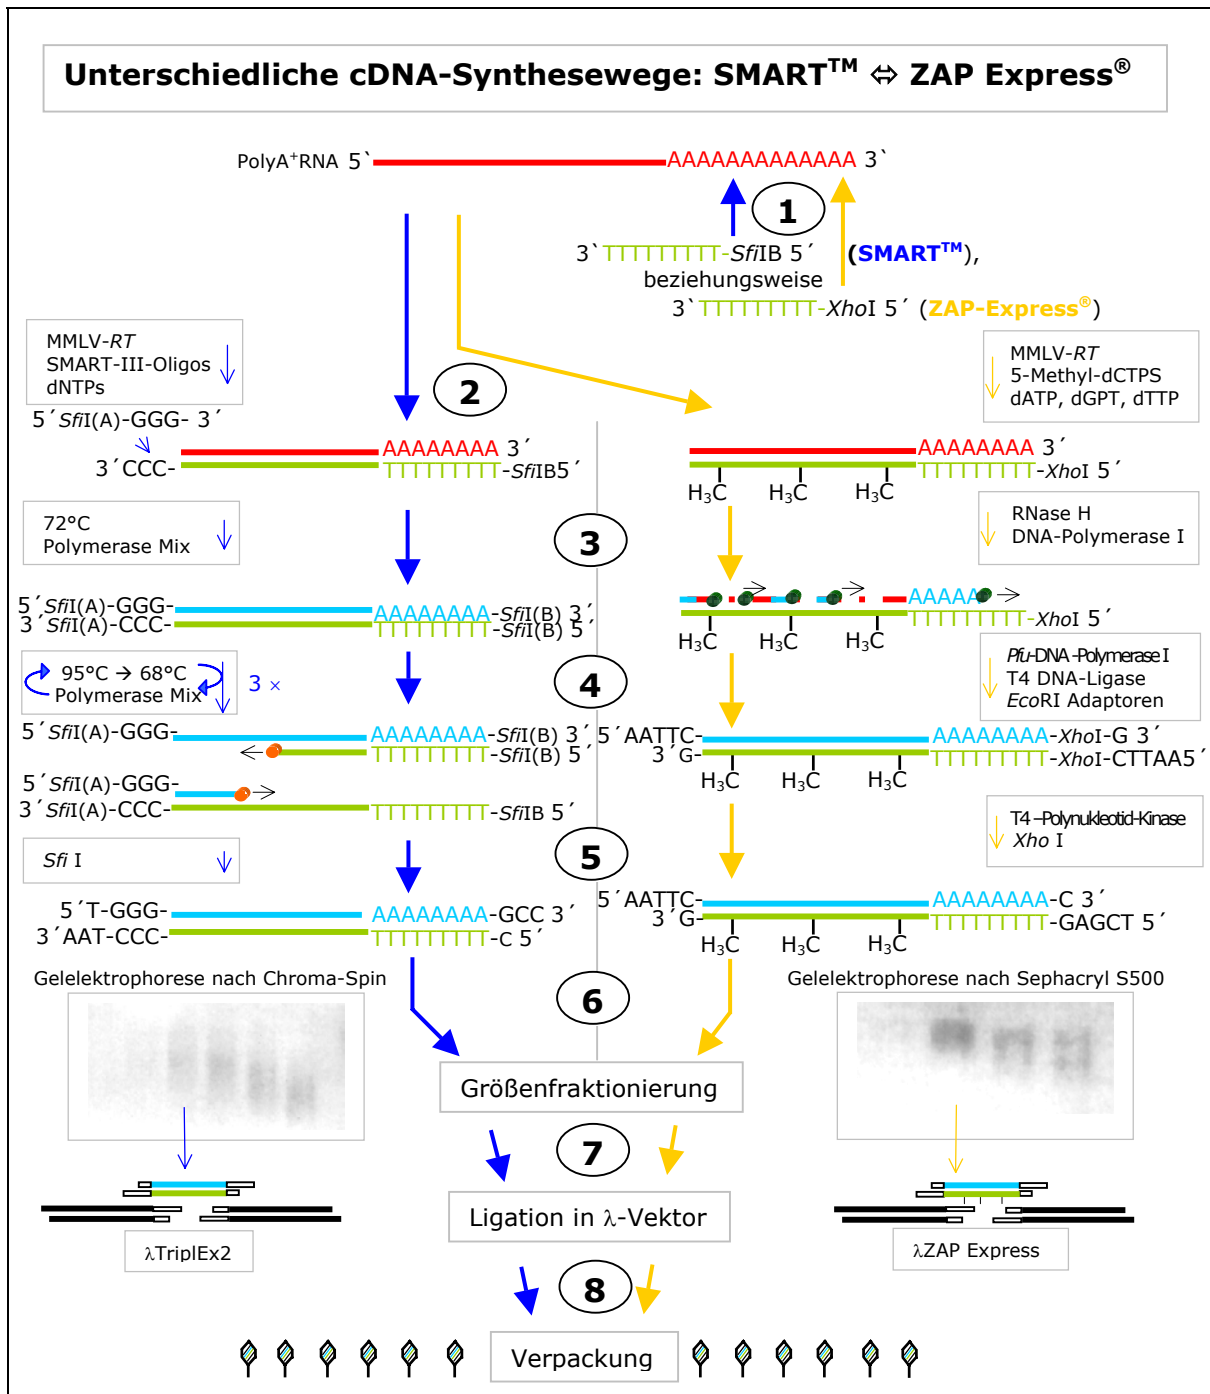 Unterschiedliche cDNA-Synthesewege: SMART™ ⇔ ZAP Express®
PolyA⁺RNA 5` AAAAAAAAAAAAA 3`
1
3`TTTTTTTTT-SfiIB 5´ (SMART™),
beziehungsweise
3`TTTTTTTTT-XhoI 5´ (ZAP-Express®)
MMLV-RT
SMART-III-Oligos
dNTPs
2
MMLV-RT
5-Methyl-dCTPS
dATP, dGPT, dTTP
5´SfiI(A)-GGG- 3´
AAAAAAAA 3´
3´CCC- TTTTTTTTT-SfiIB5´
AAAAAAAA 3´
TTTTTTTTT-XhoI 5´
H₃C H₃C H₃C
72°C
Polymerase Mix
3
RNase H
DNA-Polymerase I
5´SfiI(A)-GGG- AAAAAAAA-SfiI(B) 3´
3´SfiI(A)-CCC- TTTTTTTTT-SfiI(B) 5´
AAAAA
TTTTTTTTT-XhoI 5´
H₃C H₃C H₃C
95°C → 68°C
Polymerase Mix
3 ×
4
Pfu-DNA-Polymerase I
T4 DNA-Ligase
EcoRI Adaptoren
5´SfiI(A)-GGG- AAAAAAAA-SfiI(B) 3´
TTTTTTTTT-SfiI(B) 5´
5´AATTC- AAAAAAAA-XhoI-G 3´
3´G- TTTTTTTTT-XhoI-CTTAA5´
H₃C H₃C H₃C
5´SfiI(A)-GGG-
3´SfiI(A)-CCC- TTTTTTTTT-SfiIB 5´
Sfi I
5
T4–Polynukleotid-Kinase
Xho I
5´T-GGG- AAAAAAAA-GCC 3´
3´AAT-CCC- TTTTTTTTT-C 5´
5´AATTC- AAAAAAAA-C 3´
3´G- TTTTTTTTT-GAGCT 5´
H₃C H₃C H₃C
Gelelektrophorese nach Chroma-Spin
6
Gelelektrophorese nach Sephacryl S500
Größenfraktionierung
7
Ligation in λ-Vektor
λTriplEx2
λZAP Express
8
Verpackung